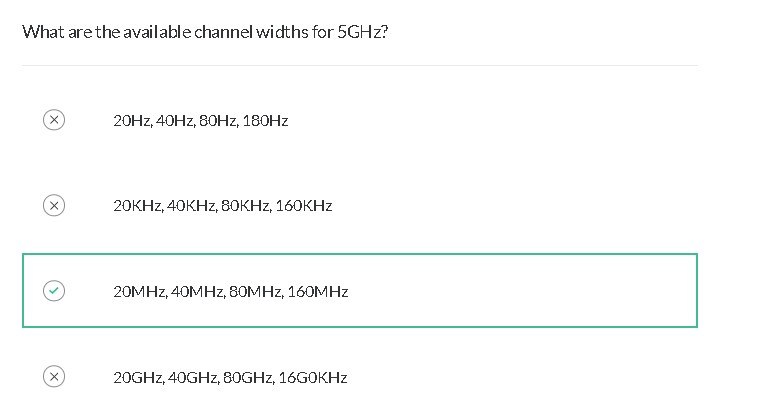 What are the available channel widths for 5GHz?
20Hz, 40Hz, 80Hz, 180Hz
20KHz, 40KHz, 80KHz, 160KHz
20MHz, 40MHz, 80MHz, 160MHz
20GHz, 40GHz, 80GHz, 16G0KHz